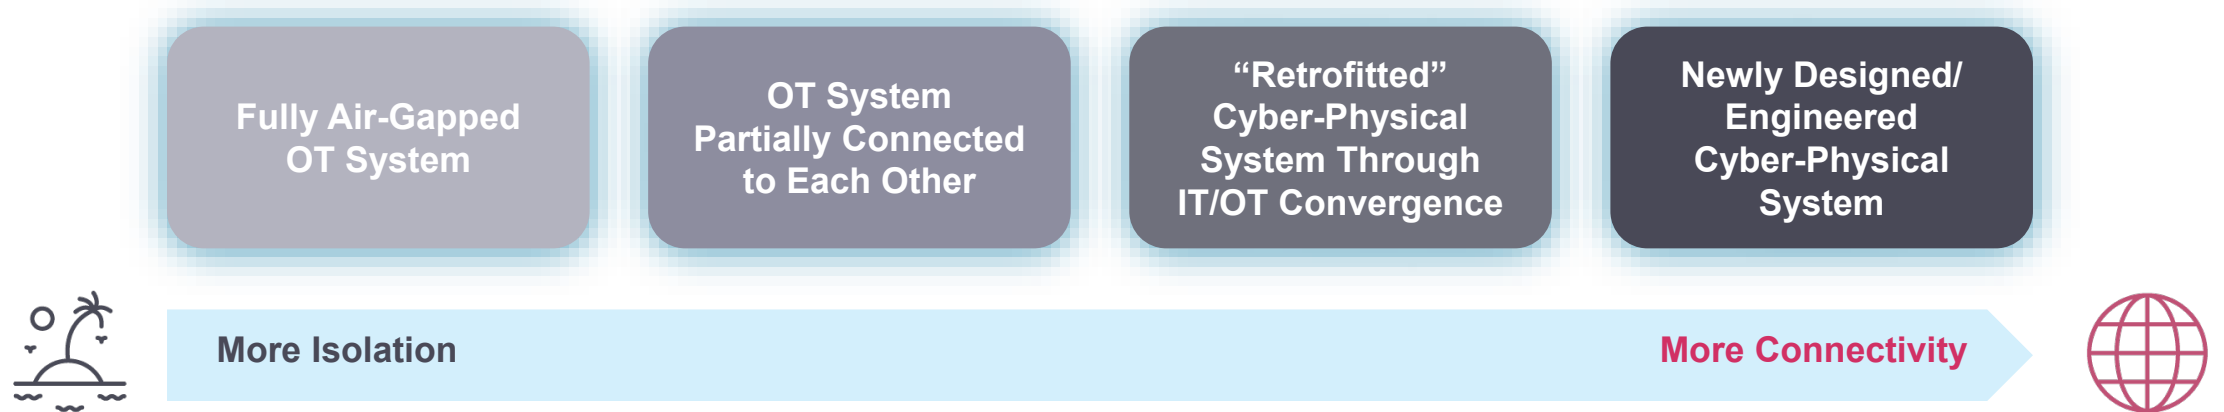 Fully Air-Gapped
OT System
OT System
Partially Connected
to Each Other
“Retrofitted”
Cyber-Physical
System Through
IT/OT Convergence
Newly Designed/
Engineered
Cyber-Physical
System
More Isolation
More Connectivity